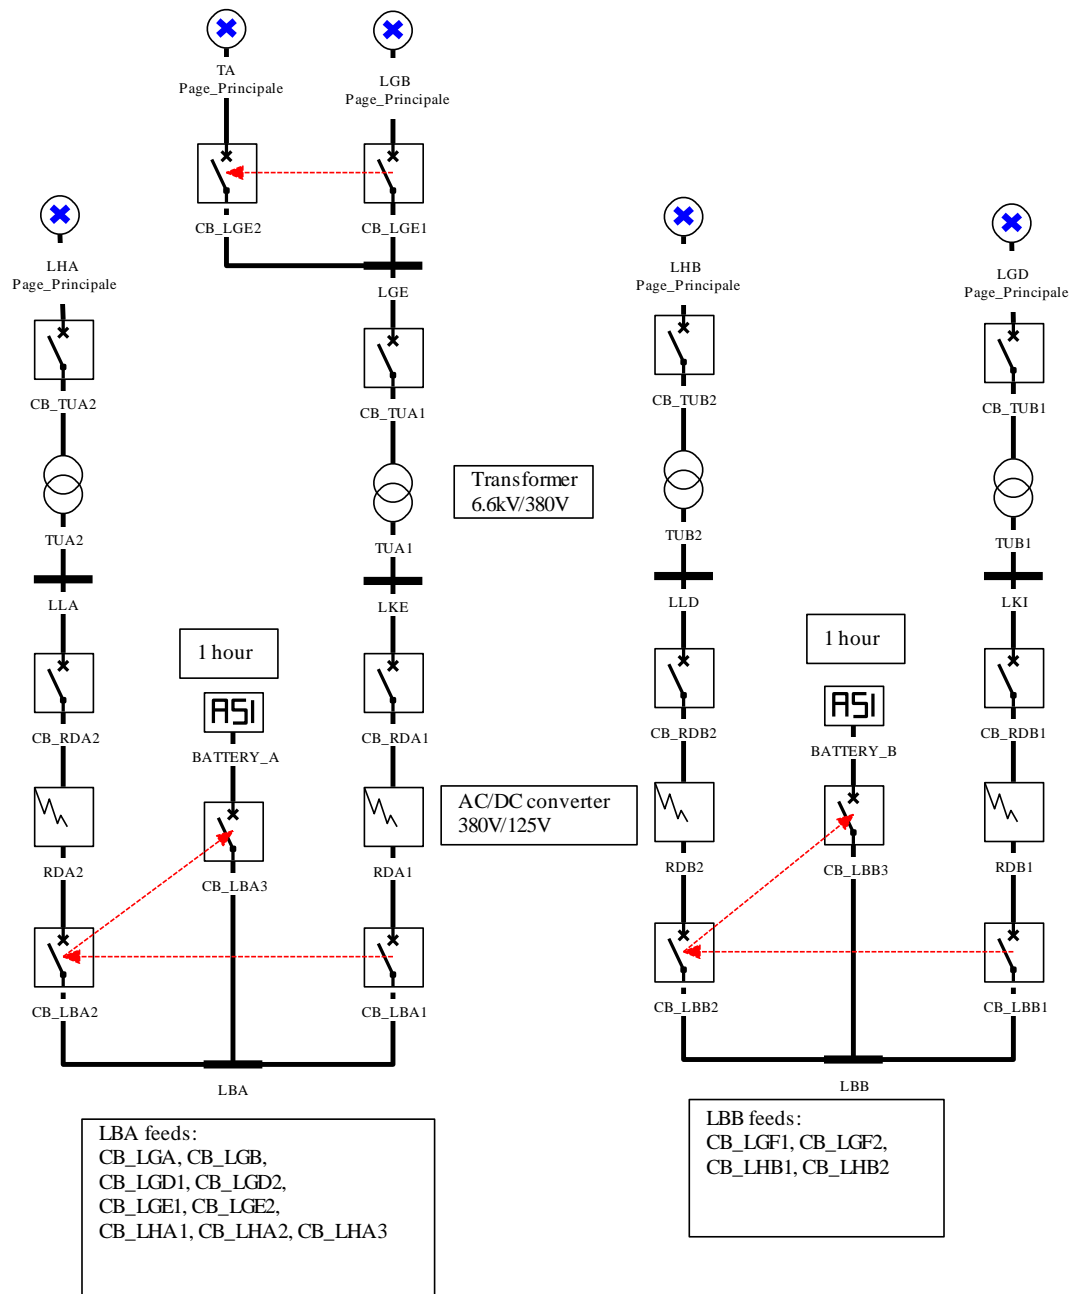 TA
Page_Principale
LGB
Page_Principale
CB_LGE2
CB_LGE1
LHA
Page_Principale
LGE
LHB
Page_Principale
LGD
Page_Principale
CB_TUA2
CB_TUA1
CB_TUB2
CB_TUB1
Transformer
6.6kV/380V
TUA2
TUA1
TUB2
TUB1
LLA
LKE
LLD
LKI
1 hour
1 hour
ASI
ASI
CB_RDA2
BATTERY_A
CB_RDA1
CB_RDB2
BATTERY_B
CB_RDB1
AC/DC converter
380V/125V
RDA2
CB_LBA3
RDA1
RDB2
CB_LBB3
RDB1
CB_LBA2
CB_LBA1
CB_LBB2
CB_LBB1
LBA
LBB
LBA feeds:
CB_LGA, CB_LGB,
CB_LGD1, CB_LGD2,
CB_LGE1, CB_LGE2,
CB_LHA1, CB_LHA2, CB_LHA3
LBB feeds:
CB_LGF1, CB_LGF2,
CB_LHB1, CB_LHB2